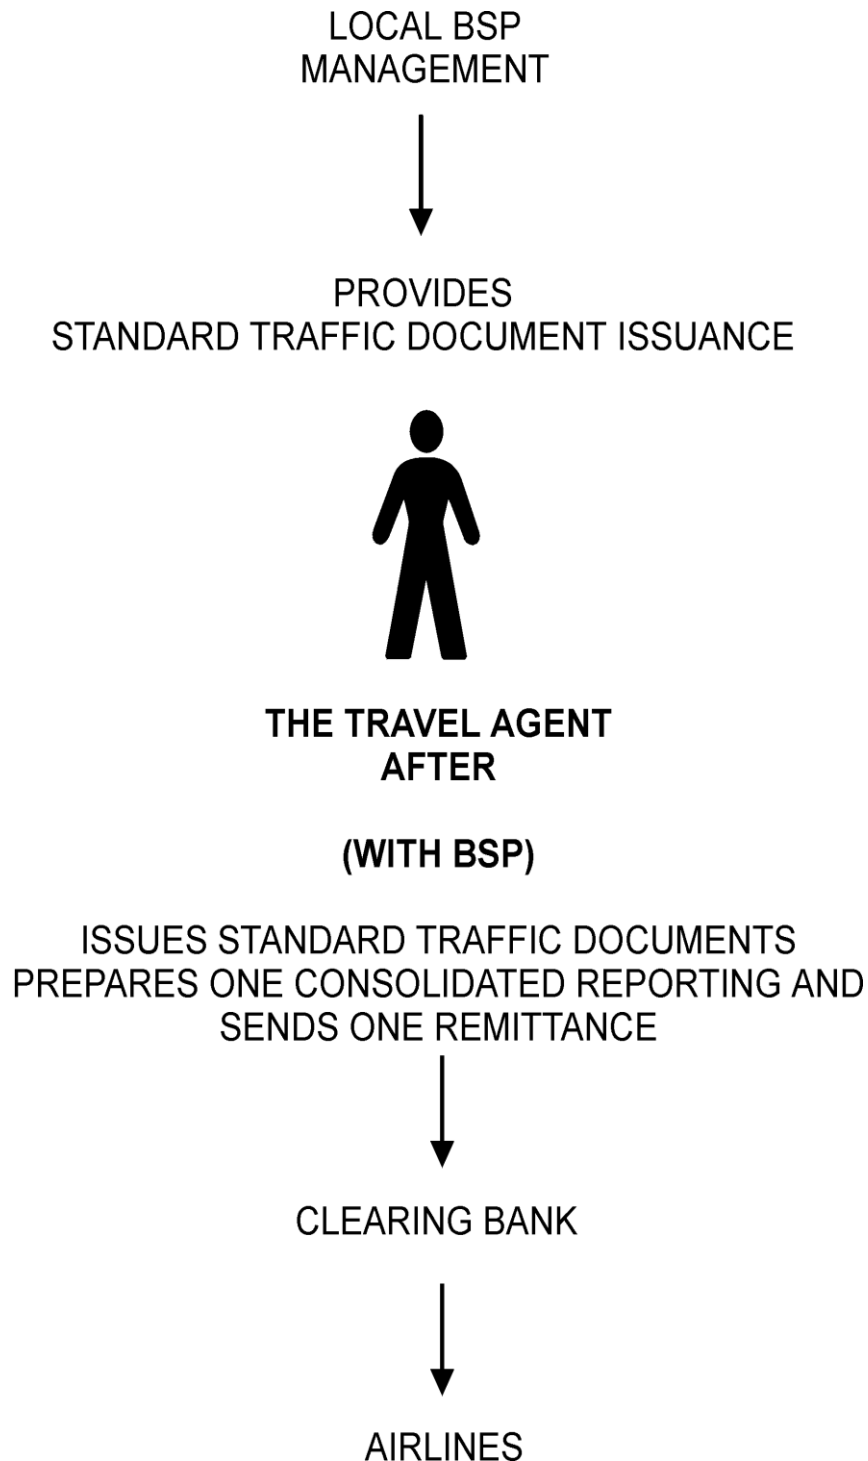 LOCAL BSP
MANAGEMENT
PROVIDES
STANDARD TRAFFIC DOCUMENT ISSUANCE
THE TRAVEL AGENT
AFTER
(WITH BSP)
ISSUES STANDARD TRAFFIC DOCUMENTS
PREPARES ONE CONSOLIDATED REPORTING AND
SENDS ONE REMITTANCE
CLEARING BANK
AIRLINES